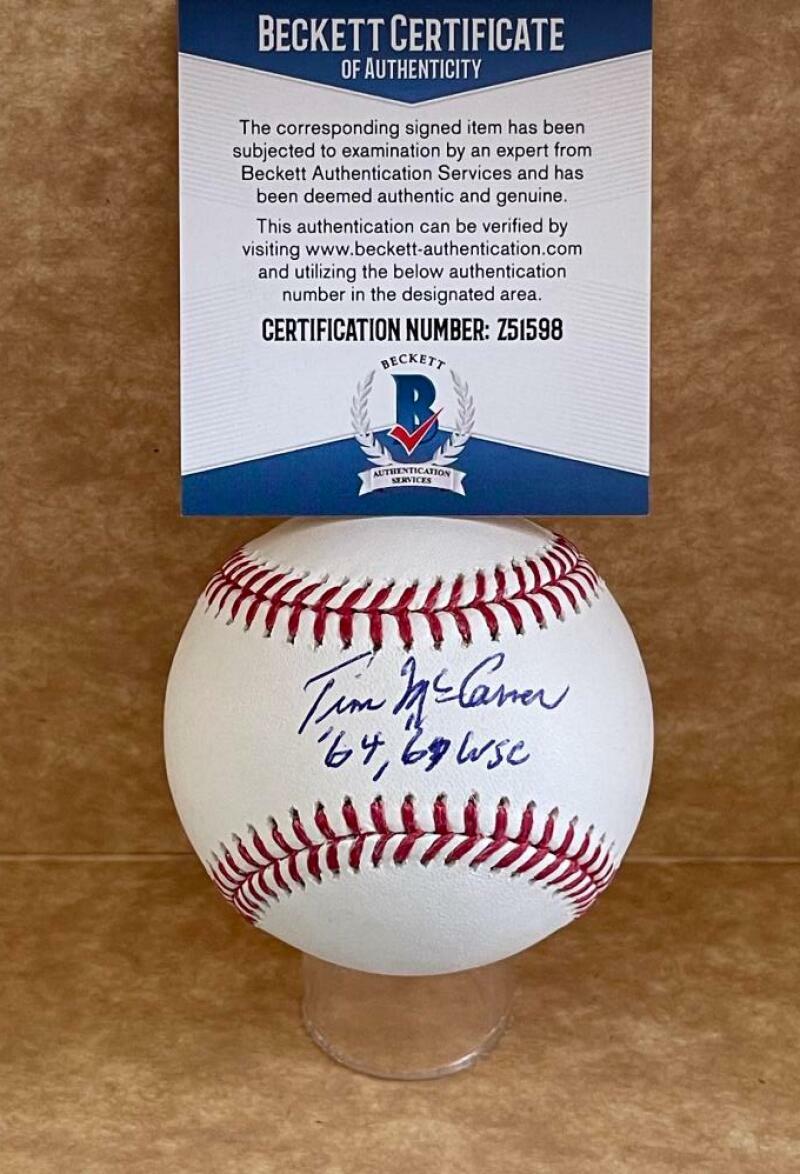 BECKETT CERTIFICATE
OF AUTHENTICITY
The corresponding signed item has been
subjected to examination by an expert from
Beckett Authentication Services and has
been deemed authentic and genuine.
This authentication can be verified by
visiting www.beckett-authentication.com
and utilizing the below authentication
number in the designated area.
CERTIFICATION NUMBER: Z51598
BECKETT
B
AUTHENTICATION
SERVICES
Tim McCarver
'64, 67 WSC